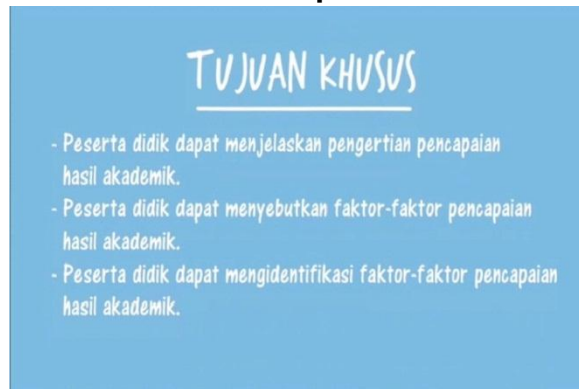 TUJUAN KHUSUS
- Peserta didik dapat menjelaskan pengertian pencapaian
hasil akademik.
- Peserta didik dapat menyebutkan faktor-faktor pencapaian
hasil akademik.
- Peserta didik dapat mengidentifikasi faktor-faktor pencapaian
hasil akademik.